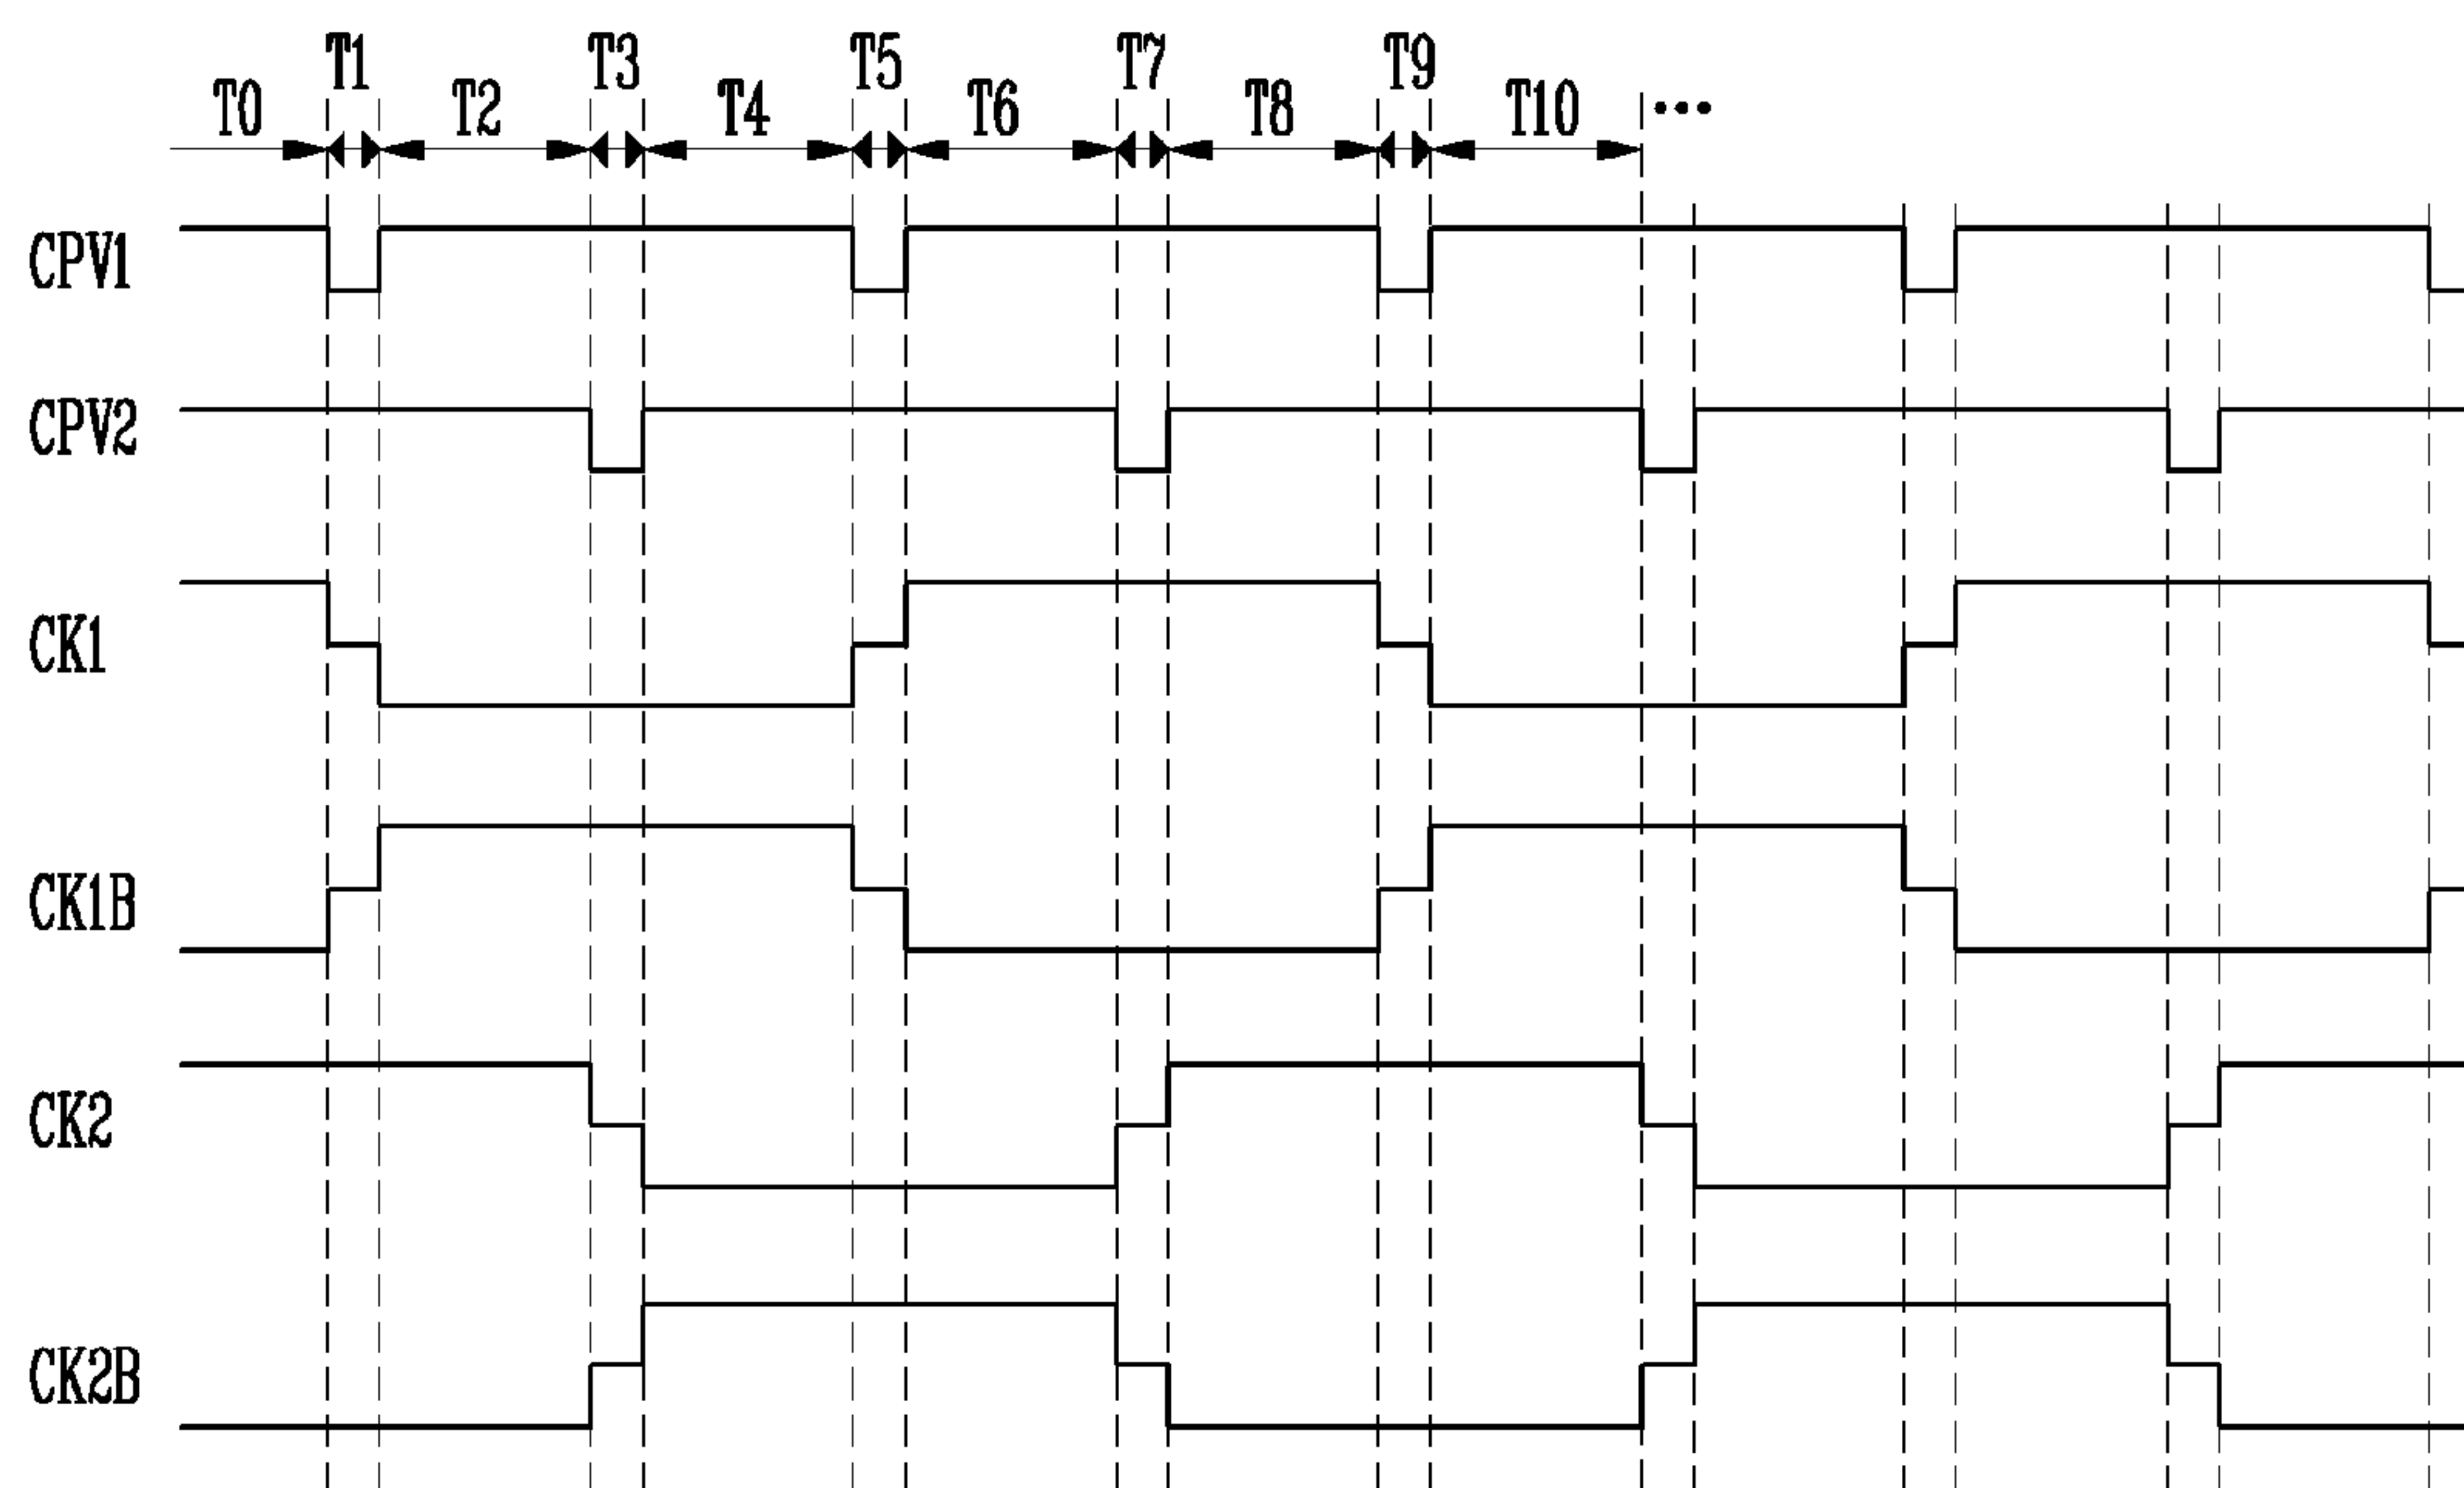 T1 T3 T5 T7 T9
T0 T2 T4 T6 T8 T10 •••
CPV1
CPV2
CK1
CK1B
CK2
CK2B